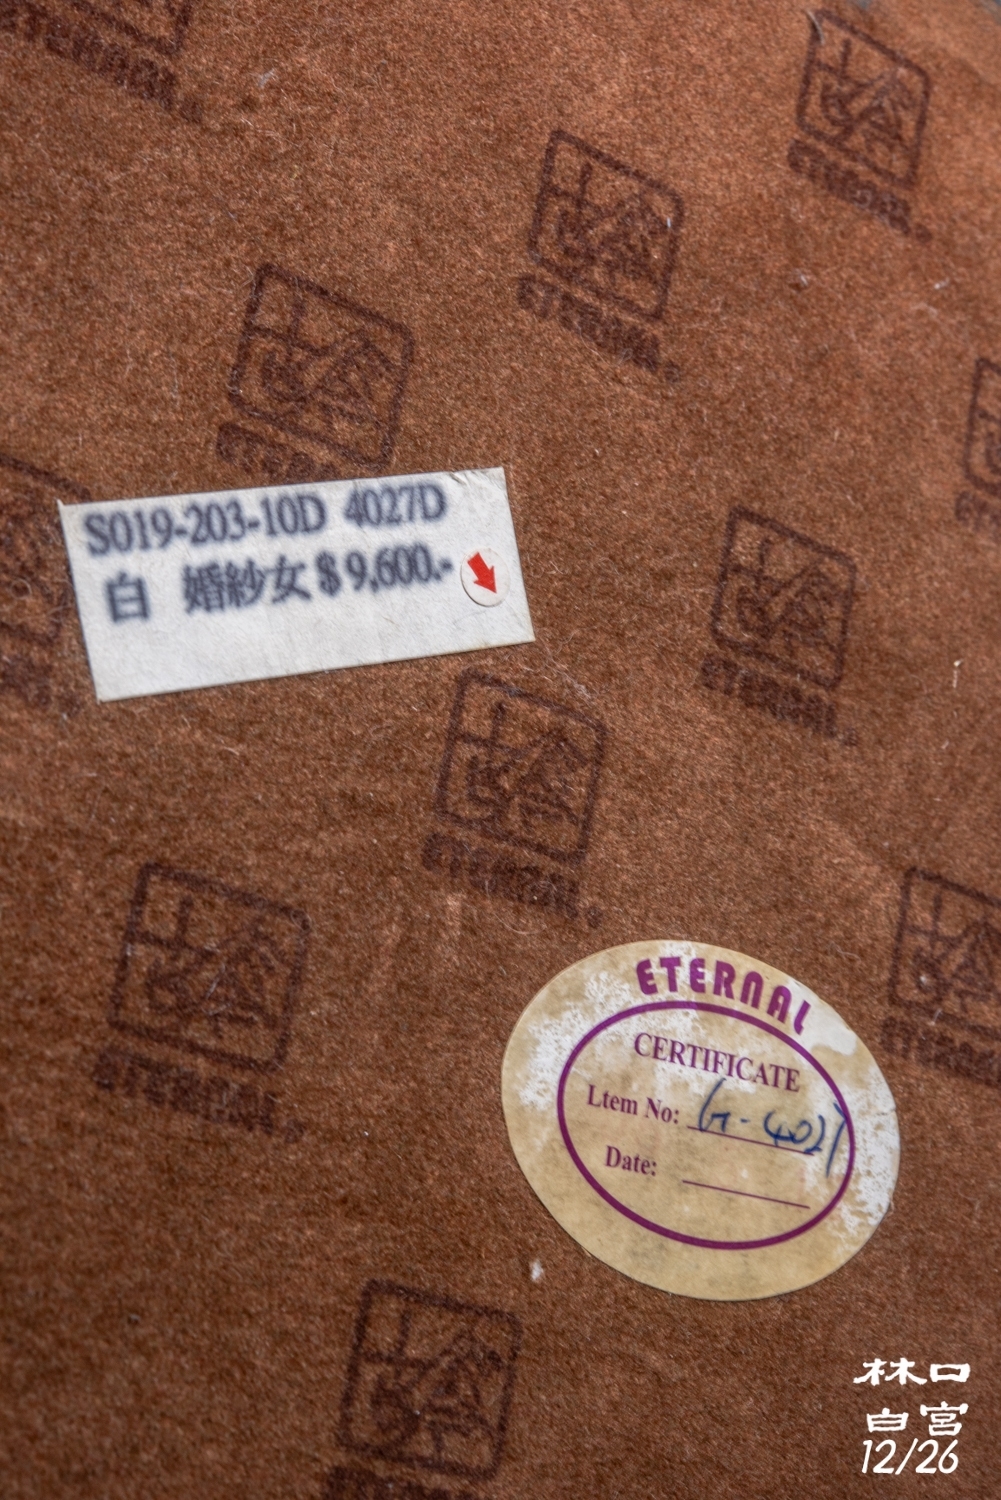 S019-203-10D 4027D
白 婚紗女 $9,600.-
ETERNAL
CERTIFICATE
Ltem No: G-4027
Date:
ETERNAL
林口
白宮
12/26